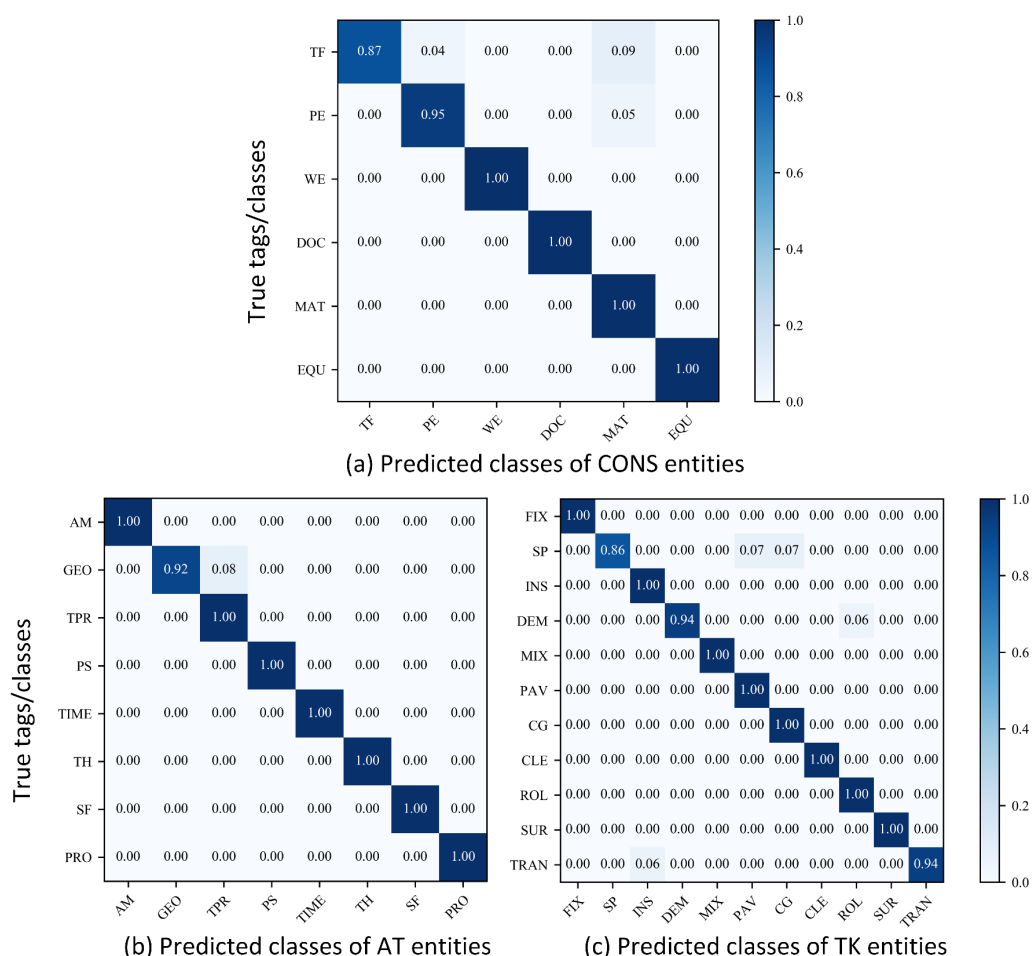 1.0
TF 0.87 0.04 0.00 0.00 0.09 0.00
0.8
PE 0.00 0.95 0.00 0.00 0.05 0.00
WE 0.00 0.00 1.00 0.00 0.00 0.00
0.6
DOC 0.00 0.00 0.00 1.00 0.00 0.00
0.4
MAT 0.00 0.00 0.00 0.00 1.00 0.00
0.2
EQU 0.00 0.00 0.00 0.00 0.00 1.00
0.0
True tags/classes
TF PE WE DOC MAT EQU
(a) Predicted classes of CONS entities
AM 1.00 0.00 0.00 0.00 0.00 0.00 0.00 0.00
GEO 0.00 0.92 0.08 0.00 0.00 0.00 0.00 0.00
TPR 0.00 0.00 1.00 0.00 0.00 0.00 0.00 0.00
PS 0.00 0.00 0.00 1.00 0.00 0.00 0.00 0.00
TIME 0.00 0.00 0.00 0.00 1.00 0.00 0.00 0.00
TH 0.00 0.00 0.00 0.00 0.00 1.00 0.00 0.00
SF 0.00 0.00 0.00 0.00 0.00 0.00 1.00 0.00
PRO 0.00 0.00 0.00 0.00 0.00 0.00 0.00 1.00
True tags/classes
AM GEO TPR PS TIME TH SF PRO
(b) Predicted classes of AT entities
FIX 1.00 0.00 0.00 0.00 0.00 0.00 0.00 0.00 0.00 0.00 0.00
SP 0.00 0.86 0.00 0.00 0.00 0.07 0.07 0.00 0.00 0.00 0.00
INS 0.00 0.00 1.00 0.00 0.00 0.00 0.00 0.00 0.00 0.00 0.00
DEM 0.00 0.00 0.00 0.94 0.00 0.00 0.00 0.00 0.06 0.00 0.00
MIX 0.00 0.00 0.00 0.00 1.00 0.00 0.00 0.00 0.00 0.00 0.00
PAV 0.00 0.00 0.00 0.00 0.00 1.00 0.00 0.00 0.00 0.00 0.00
CG 0.00 0.00 0.00 0.00 0.00 0.00 1.00 0.00 0.00 0.00 0.00
CLE 0.00 0.00 0.00 0.00 0.00 0.00 0.00 1.00 0.00 0.00 0.00
ROL 0.00 0.00 0.00 0.00 0.00 0.00 0.00 0.00 1.00 0.00 0.00
SUR 0.00 0.00 0.00 0.00 0.00 0.00 0.00 0.00 0.00 1.00 0.00
TRAN 0.00 0.00 0.06 0.00 0.00 0.00 0.00 0.00 0.00 0.00 0.94
FIX SP INS DEM MIX PAV CG CLE ROL SUR TRAN
1.0
0.8
0.6
0.4
0.2
0.0
(c) Predicted classes of TK entities